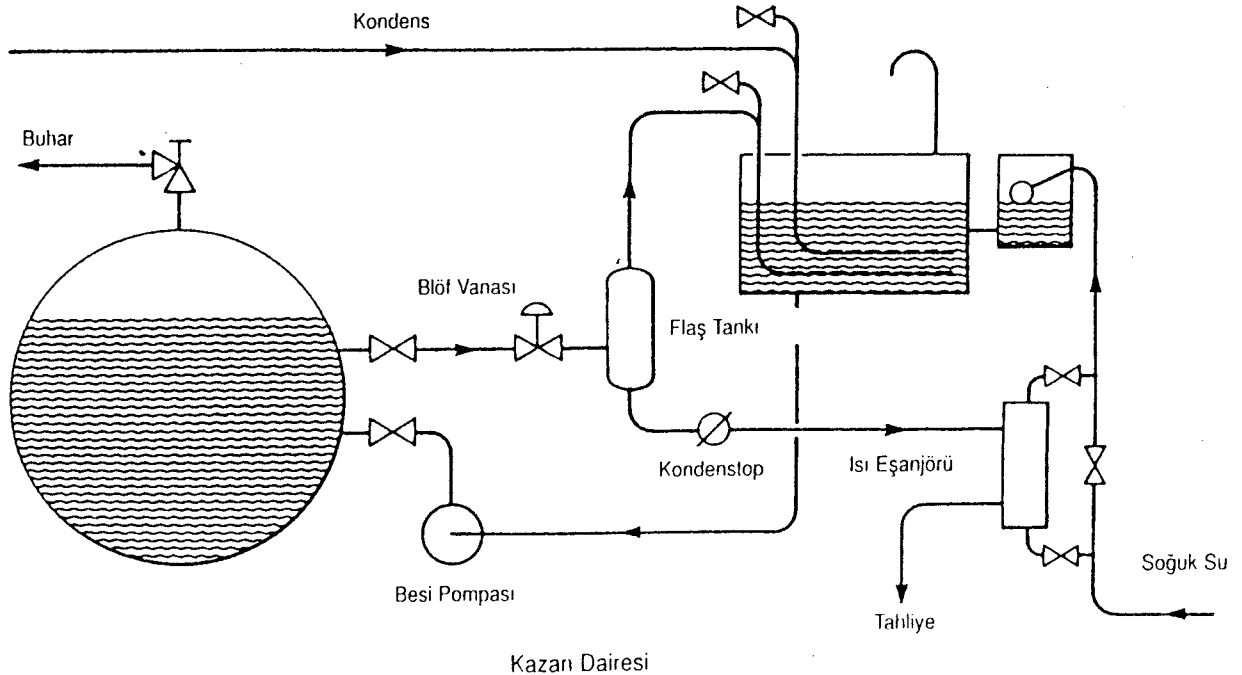 Kondens
Buhar
Blöf Vanası
Flaş Tankı
Kondenstop
Isı Eşanjörü
Besi Pompası
Soğuk Su
Tahliye
Kazan Dairesi